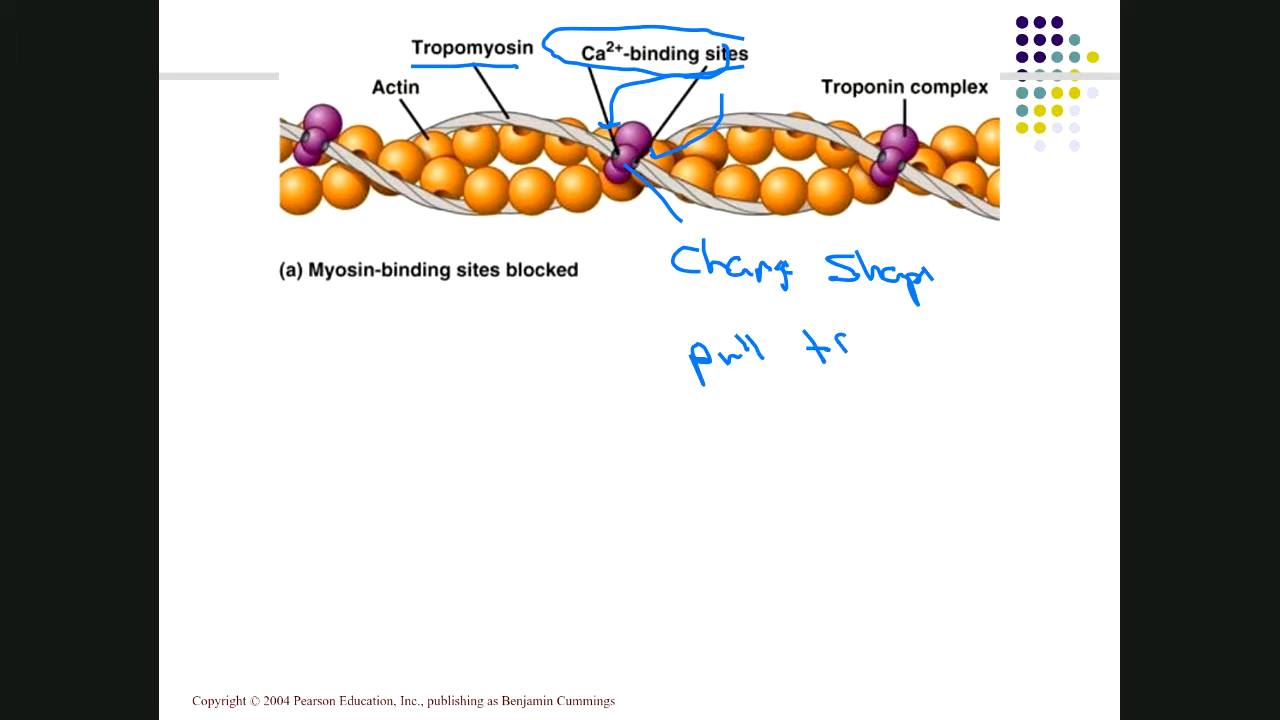 Tropomyosin
Ca2+-binding sites
Actin
Troponin complex
(a) Myosin-binding sites blocked
Shap
pull tr
Copyright © 2004 Pearson Education, Inc., publishing as Benjamin Cummings